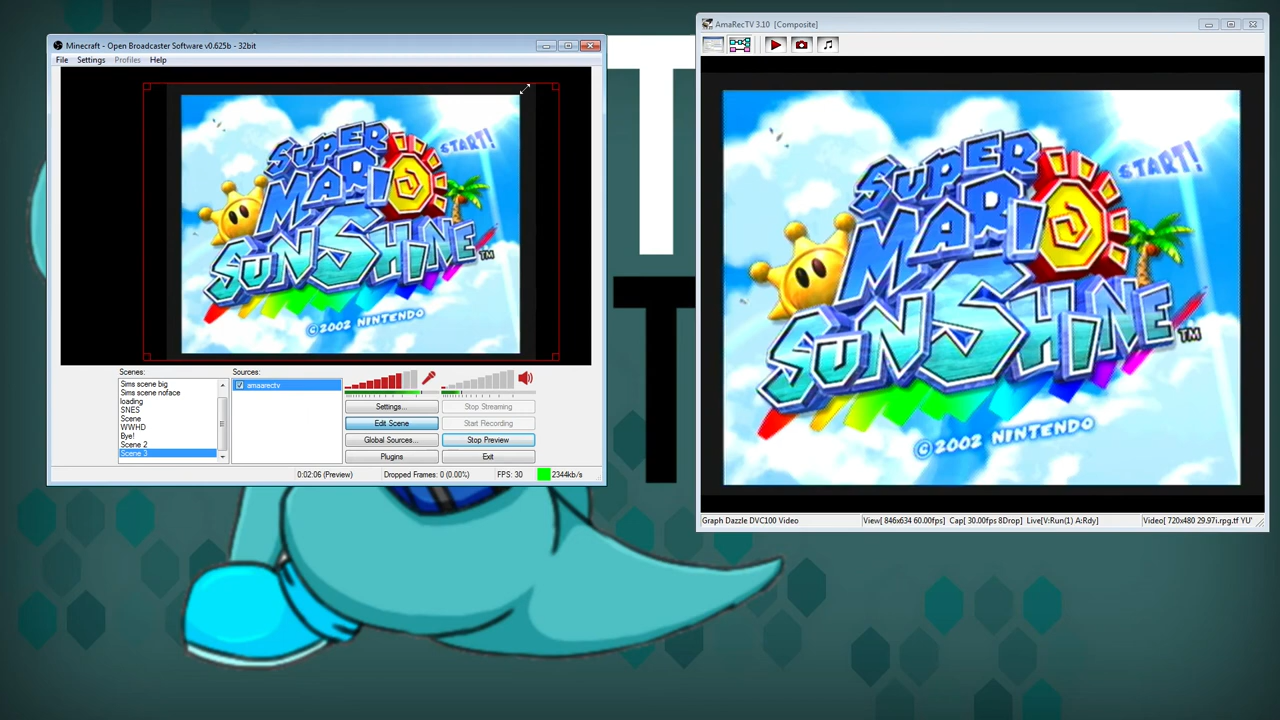 Minecraft - Open Broadcaster Software v0.625b - 32bit
File Settings Profiles Help
START!
SUPER
MARIO
SUNSHINE
TM
©2002 NINTENDO
Scenes:
Sims scene big
Sims scene noface
loading
SNES
Scene
WWHD
Bye!
Scene 2
Scene 3
Sources:
amaarectv
Settings...
Stop Streaming
Edit Scene
Start Recording
Global Sources...
Stop Preview
Plugins
Exit
0:02:06 (Preview)
Dropped Frames: 0 (0.00%)
FPS: 30
2344kb/s
AmaRecTV 3.10 [Composite]
START!
SUPER
MARIO
SUNSHINE
TM
©2002 NINTENDO
Graph Dazzle DVC100 Video
View[ 846x634 60.00fps] Cap[ 30.00fps 8Drop] Live[V:Run(1) A:Rdy]
Video[ 720x480 29.97i.rpg.tf YU'